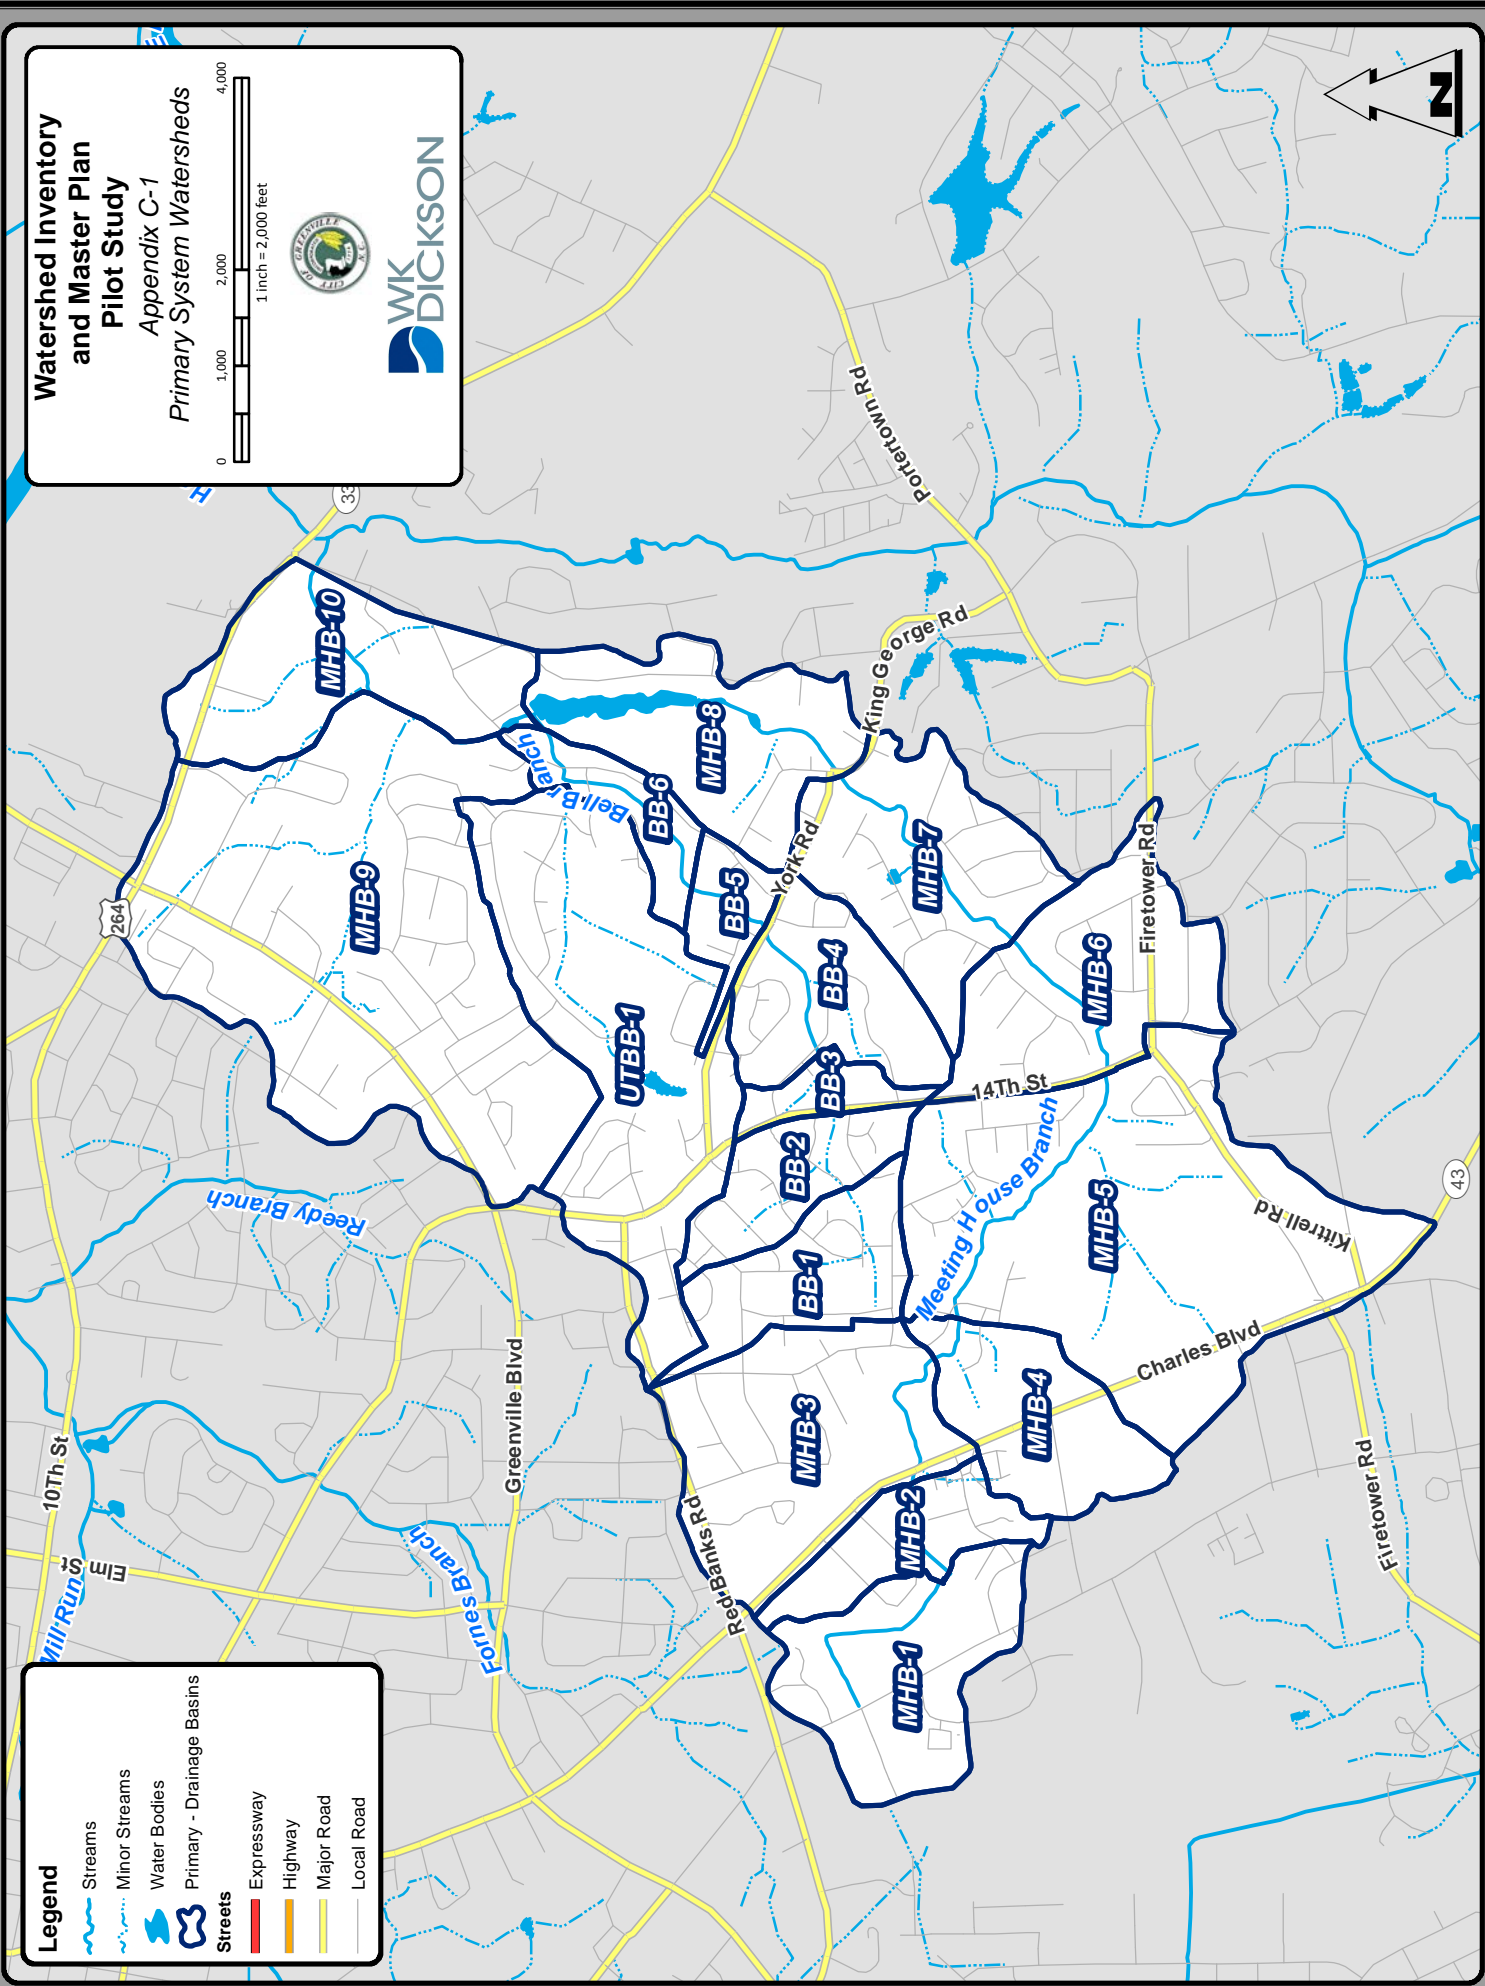 Watershed Inventory
and Master Plan
Pilot Study
Appendix C-1
Primary System Watersheds
0 1,000 2,000 4,000
1 inch = 2,000 feet
CITY OF GREENVILLE
N.C.
WK
DICKSON
N
Legend
Streams
Minor Streams
Water Bodies
Primary - Drainage Basins
Streets
Expressway
Highway
Major Road
Local Road
264
33
43
H
MHB-10
MHB-9
MHB-8
MHB-7
MHB-6
MHB-5
MHB-4
MHB-3
MHB-2
MHB-1
BB-6
BB-5
BB-4
BB-3
BB-2
BB-1
UTBB-1
Bell Branch
Reedy Branch
Fornes Branch
Meeting House Branch
Mill Run
10Th St
Elm St
Greenville Blvd
Red Banks Rd
Charles Blvd
14Th St
York Rd
King George Rd
Portertown Rd
Firetower Rd
Kittrell Rd
Firetower Rd